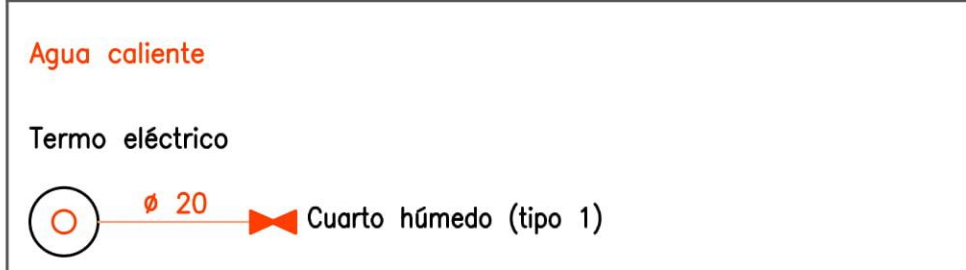 Agua caliente
Termo eléctrico
ø 20
Cuarto húmedo (tipo 1)